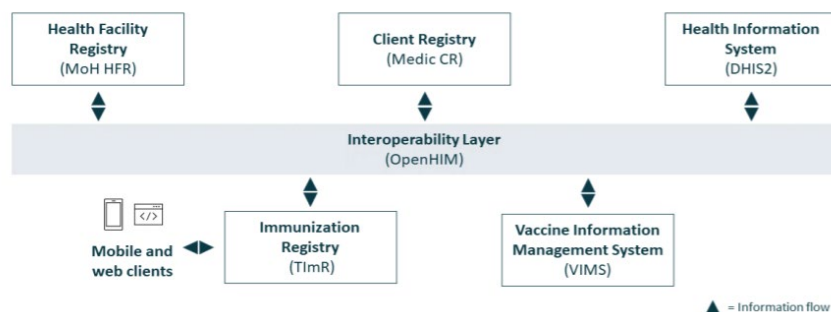 Health Facility
Registry
(MoH HFR)
Client Registry
(Medic CR)
Health Information
System
(DHIS2)
Interoperability Layer
(OpenHIM)
</>
Mobile and
web clients
Immunization
Registry
(TImR)
Vaccine Information
Management System
(VIMS)
= Information flow